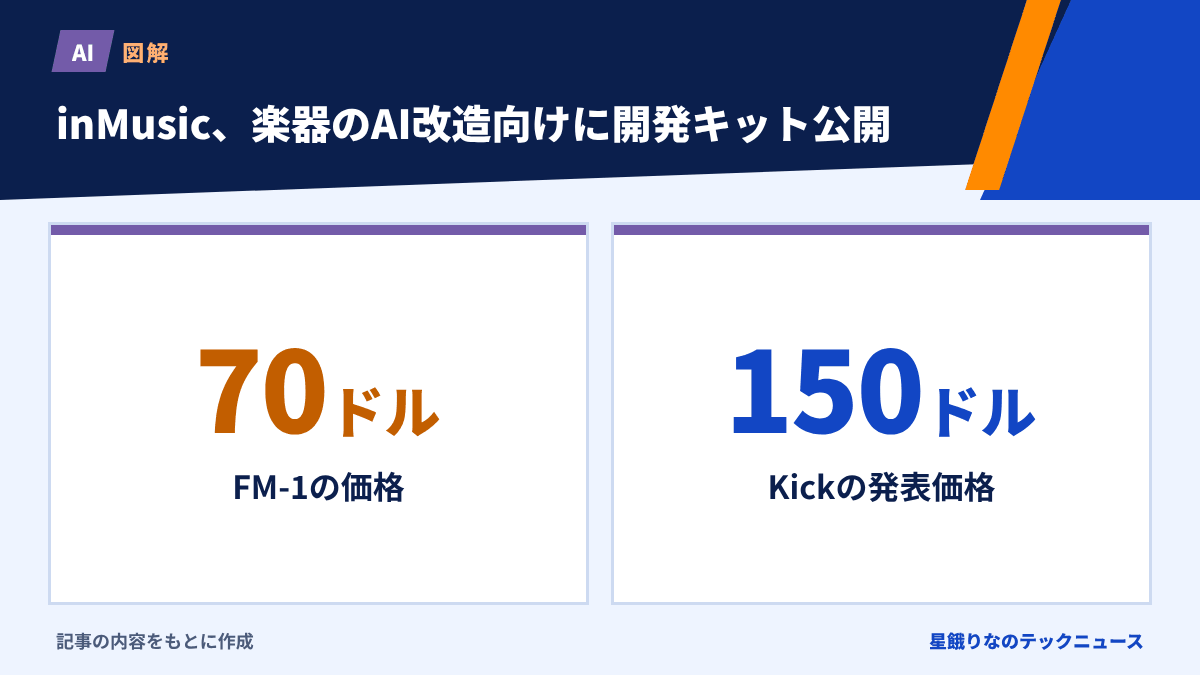 AI 図解
inMusic、楽器のAI改造向けに開発キット公開
70ドル
FM-1の価格
150ドル
Kickの発表価格
記事の内容をもとに作成
星餓りなのテックニュース